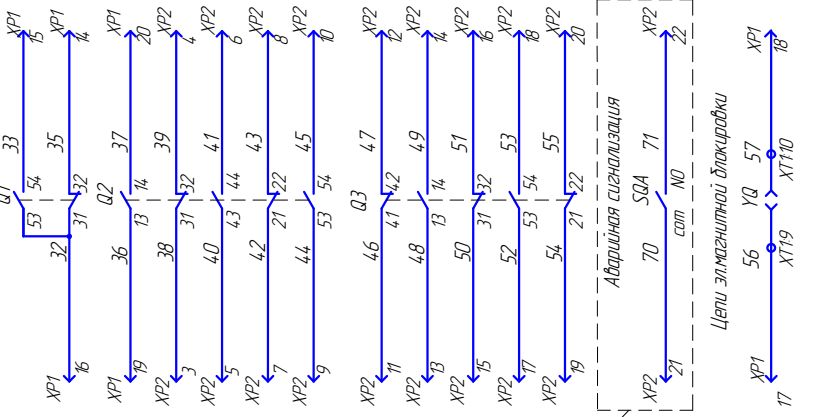 XP1
15
33
Q1
54
53
XP1
14
35
32
31
32
XP1
16
XP1
20
37
Q2
14
13
36
XP1
19
XP2
4
39
32
31
38
XP2
3
XP2
6
41
44
43
40
XP2
5
XP2
8
43
22
21
42
XP2
7
XP2
10
45
54
53
44
XP2
9
XP2
12
47
Q3
42
41
46
XP2
11
XP2
14
49
14
13
48
XP2
13
XP2
16
51
32
31
50
XP2
15
XP2
18
53
54
53
52
XP2
17
XP2
20
55
22
21
54
XP2
19
Аварийная сигнализация
XP2
22
71
SQA
NO
com
70
XP2
21
Цепи эл.магнитной блокировки
XP1
18
57
XT1:10
YQ
56
XT1:9
XP1
17